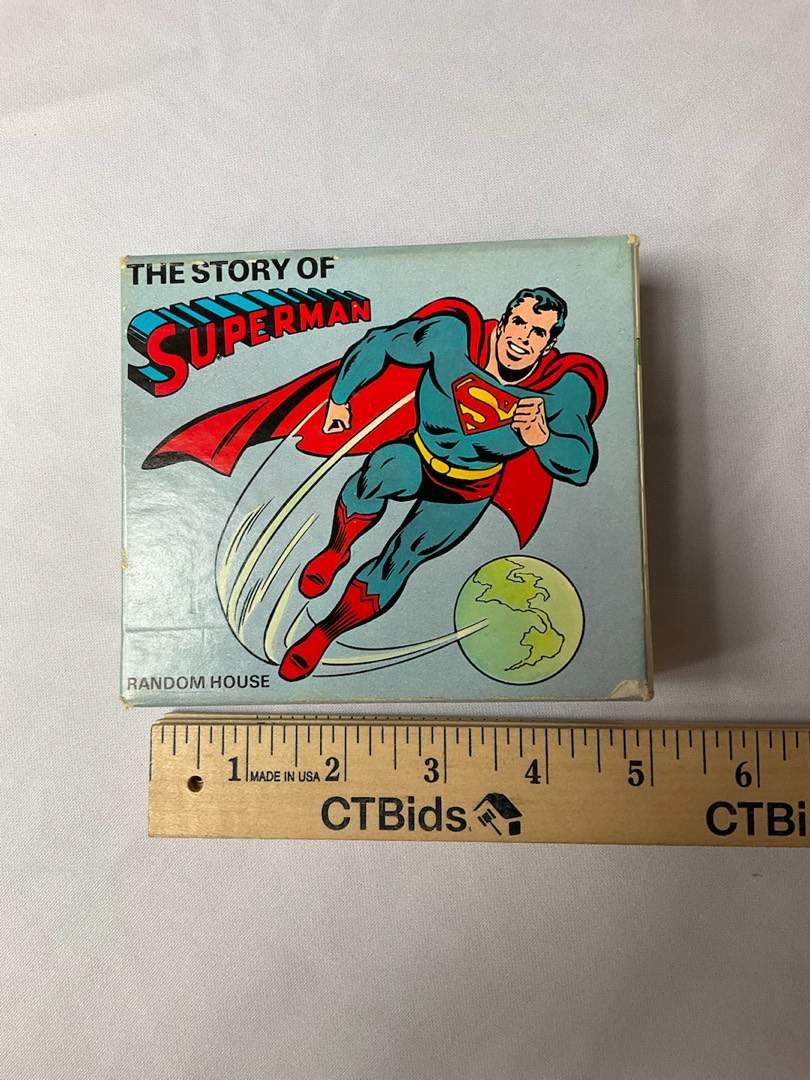 THE STORY OF
SUPERMAN
S
RANDOM HOUSE
1 2 3 4 5 6
MADE IN USA
CTBids CTBi